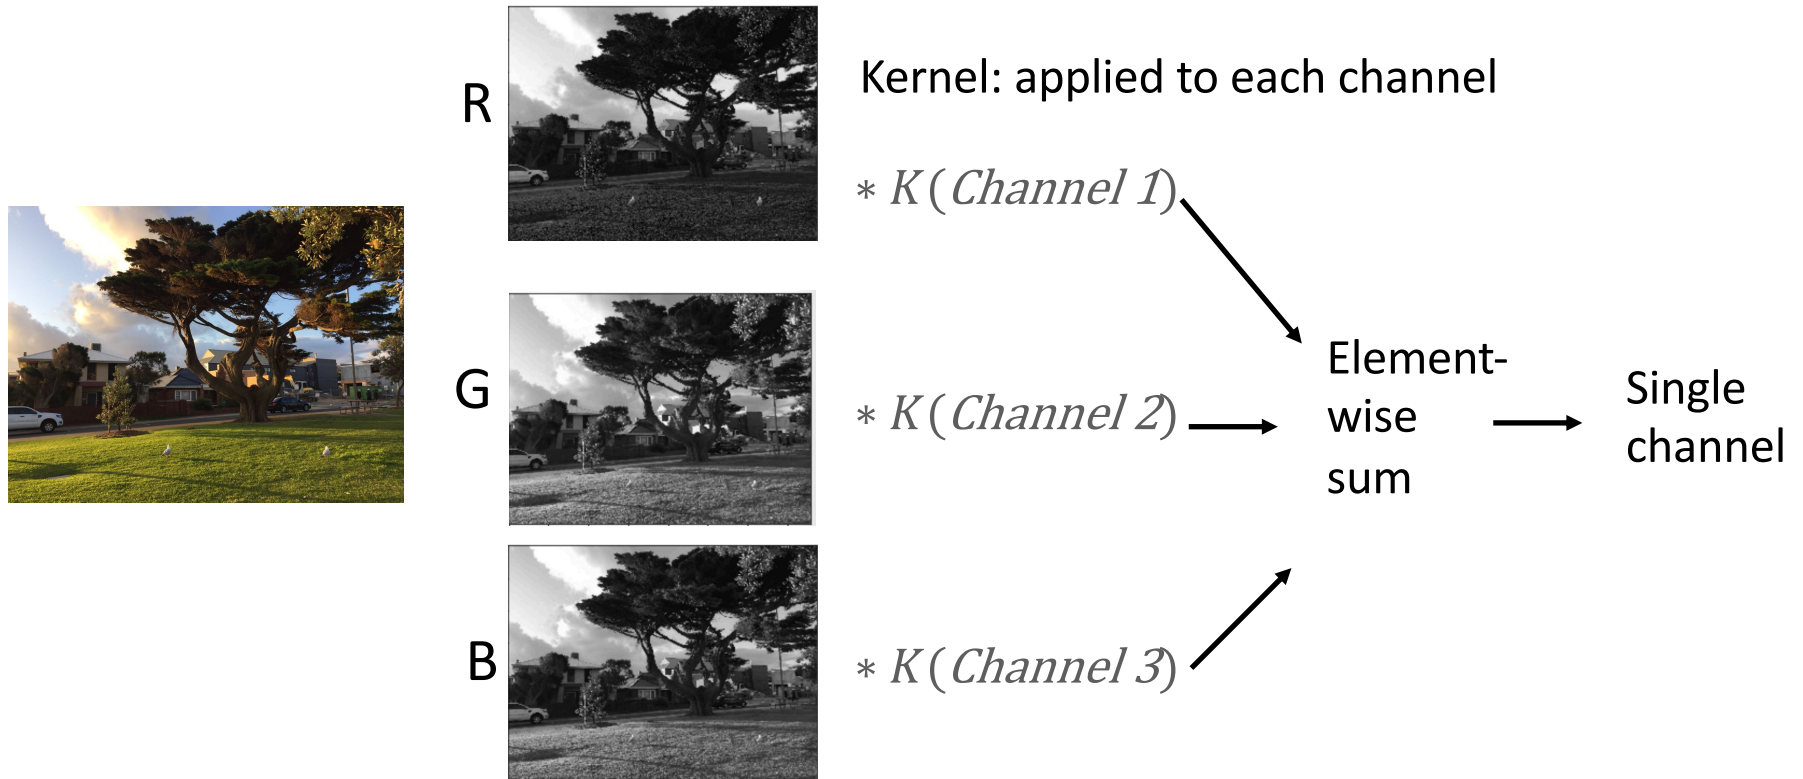 R
Kernel: applied to each channel
* K (Channel 1)
G
* K (Channel 2)
Element-
wise
sum
Single
channel
B
* K (Channel 3)